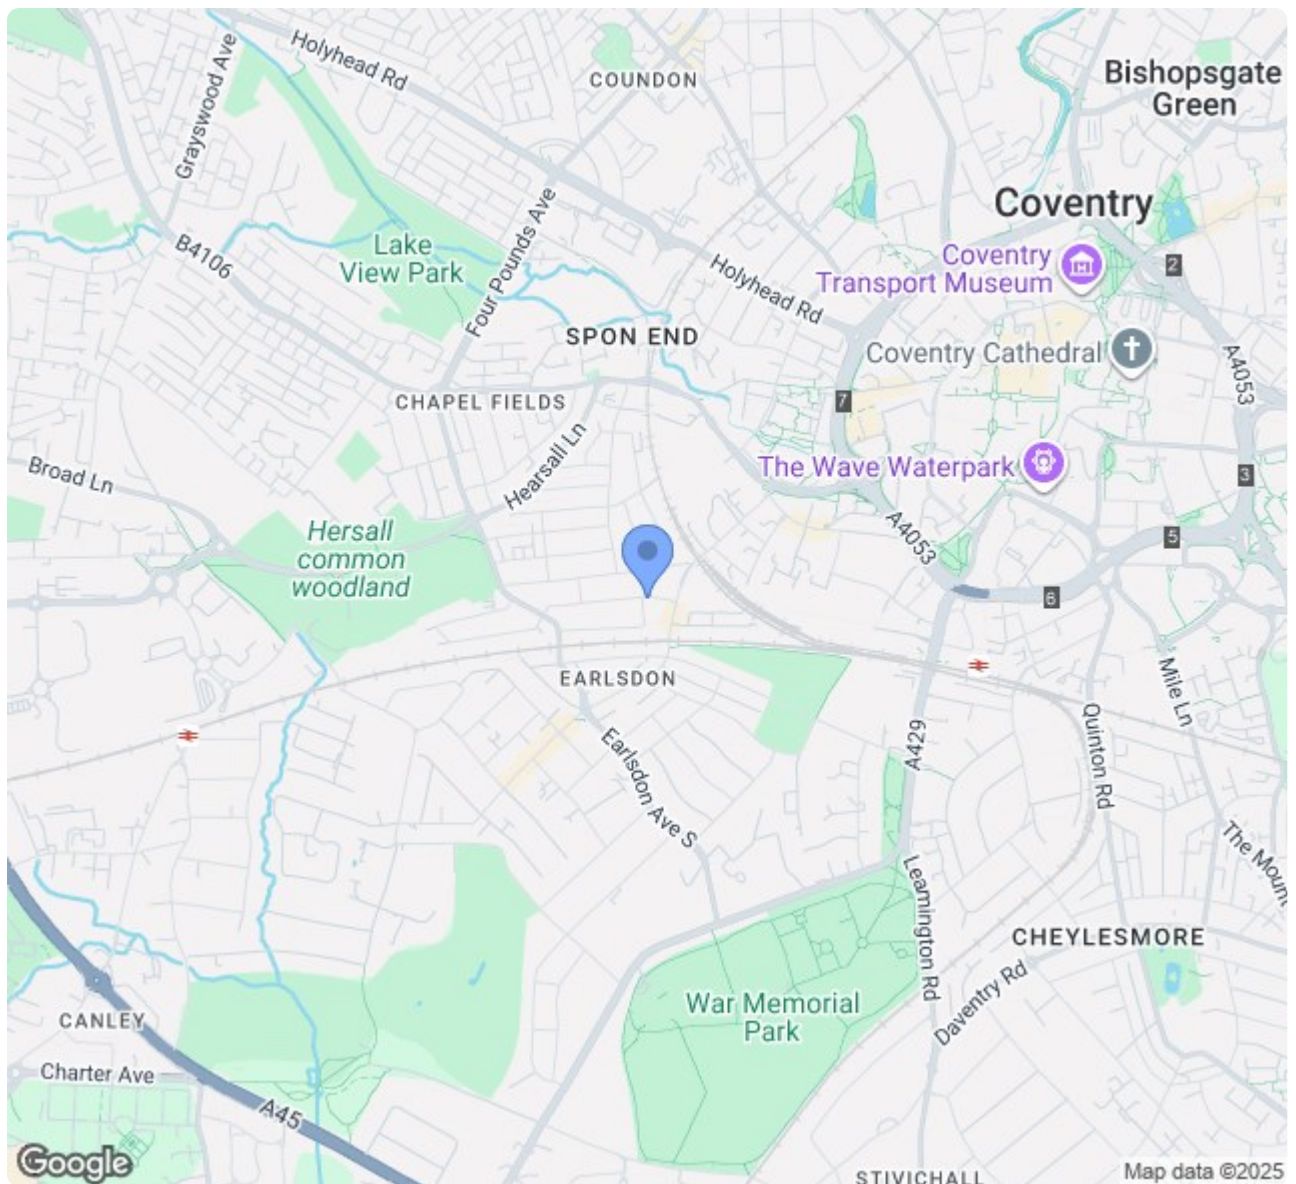 Holyhead Rd
Grayswood Ave
COUNDON
Bishopsgate
Green
Coventry
B4106
Lake
View Park
Four Pounds Ave
Coventry
Transport Museum
2
Holyhead Rd
SPON END
Coventry Cathedral
A4053
CHAPEL FIELDS
7
Hearsall Ln
Broad Ln
The Wave Waterpark
3
Hersall
common
woodland
A4053
5
6
EARLSDON
Mile Ln
A429
Quinton Rd
Earlsdon Ave S
The Mount
Leamington Rd
CHEYLESMORE
War Memorial
Park
Daventry Rd
CANLEY
Charter Ave
A45
Google
STIVICHALL
Map data ©2025